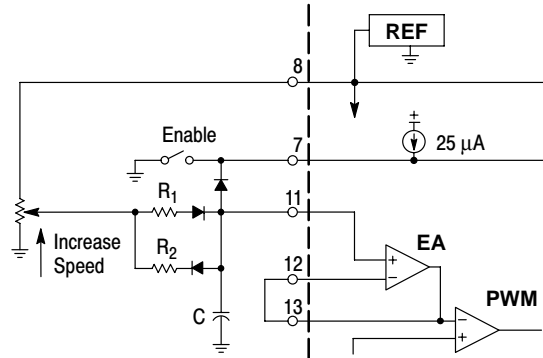 REF
8
Enable
7
25 μA
R1
11
Increase
Speed
R2
EA
12
13
C
PWM
+
−
−
+
+
−